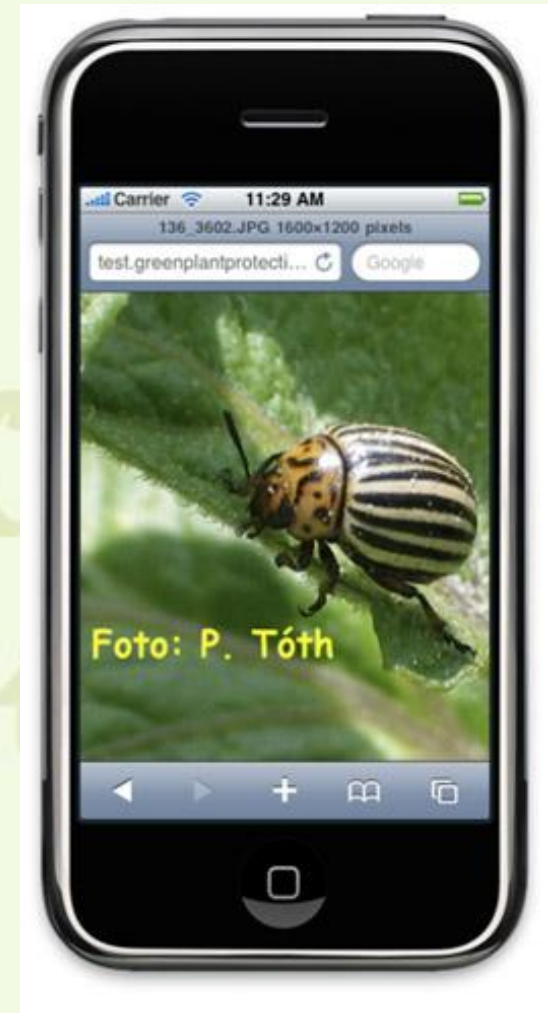 Carrier 11:29 AM
136_3602.JPG 1600×1200 pixels
test.greenplantprotecti... Google
Foto: P. Tóth